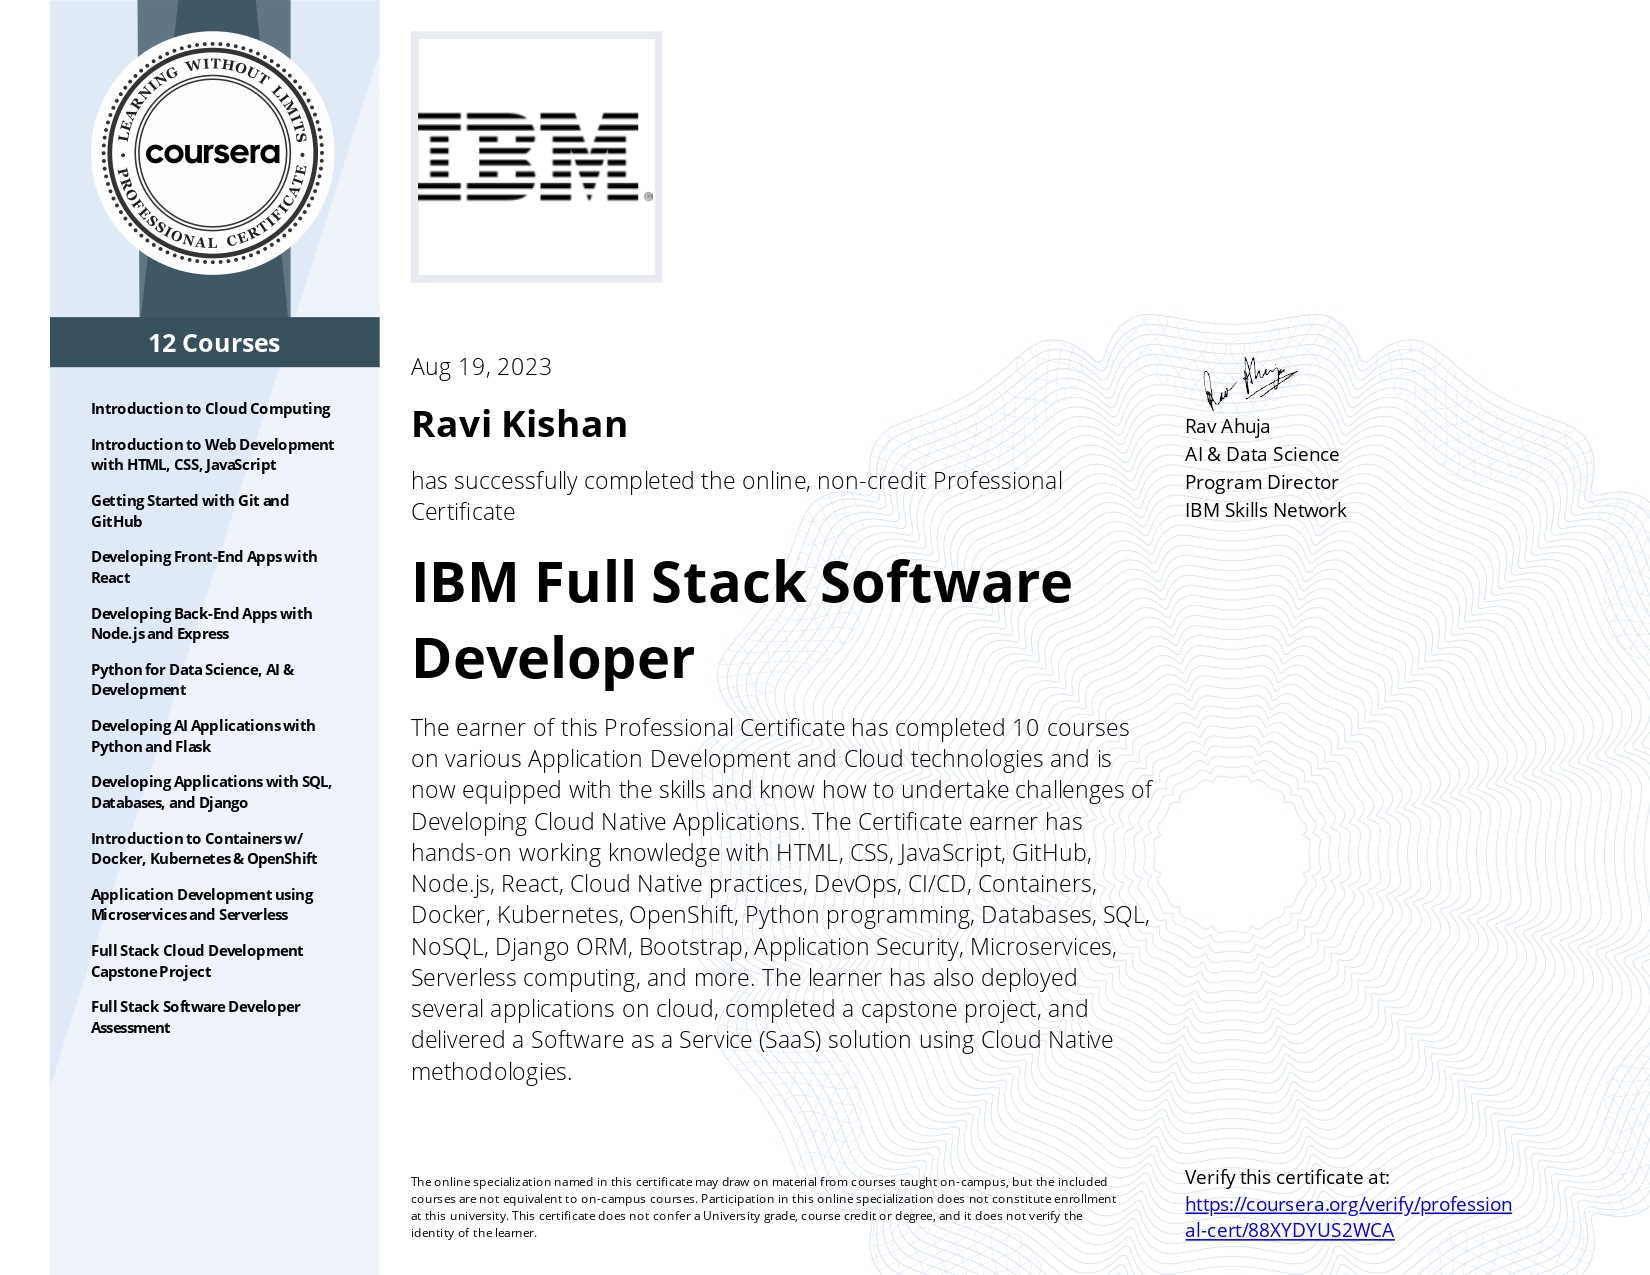 LEARNING WITHOUT LIMITS
coursera
PROFESSIONAL CERTIFICATE
12 Courses
Introduction to Cloud Computing
Introduction to Web Development
with HTML, CSS, JavaScript
Getting Started with Git and
GitHub
Developing Front-End Apps with
React
Developing Back-End Apps with
Node.js and Express
Python for Data Science, AI &
Development
Developing AI Applications with
Python and Flask
Developing Applications with SQL,
Databases, and Django
Introduction to Containers w/
Docker, Kubernetes & OpenShift
Application Development using
Microservices and Serverless
Full Stack Cloud Development
Capstone Project
Full Stack Software Developer
Assessment
IBM®
Aug 19, 2023
Ravi Kishan
has successfully completed the online, non-credit Professional
Certificate
IBM Full Stack Software
Developer
The earner of this Professional Certificate has completed 10 courses
on various Application Development and Cloud technologies and is
now equipped with the skills and know how to undertake challenges of
Developing Cloud Native Applications. The Certificate earner has
hands-on working knowledge with HTML, CSS, JavaScript, GitHub,
Node.js, React, Cloud Native practices, DevOps, CI/CD, Containers,
Docker, Kubernetes, OpenShift, Python programming, Databases, SQL,
NoSQL, Django ORM, Bootstrap, Application Security, Microservices,
Serverless computing, and more. The learner has also deployed
several applications on cloud, completed a capstone project, and
delivered a Software as a Service (SaaS) solution using Cloud Native
methodologies.
The online specialization named in this certificate may draw on material from courses taught on-campus, but the included
courses are not equivalent to on-campus courses. Participation in this online specialization does not constitute enrollment
at this university. This certificate does not confer a University grade, course credit or degree, and it does not verify the
identity of the learner.
Rav Ahuja
Rav Ahuja
AI & Data Science
Program Director
IBM Skills Network
Verify this certificate at:
https://coursera.org/verify/profession
al-cert/88XYDYUS2WCA